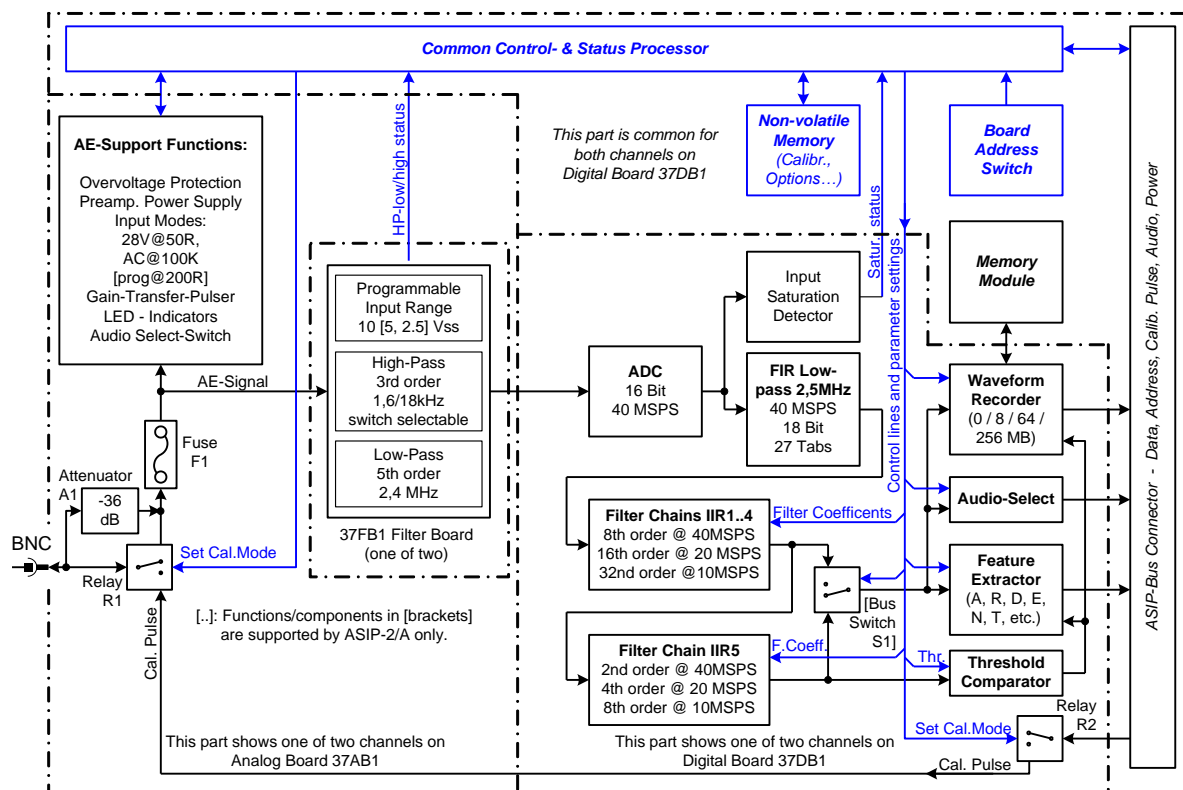 Common Control- & Status Processor
AE-Support Functions:
Overvoltage Protection
Preamp. Power Supply
Input Modes:
28V@50R,
AC@100K
[prog@200R]
Gain-Transfer-Pulser
LED - Indicators
Audio Select-Switch
HP-low/high status
This part is common for
both channels on
Digital Board 37DB1
Non-volatile
Memory
(Calibr.,
Options…)
Satur. status
Board
Address
Switch
Control lines and parameter settings
Programmable
Input Range
10 [5, 2.5] Vss
High-Pass
3rd order
1,6/18kHz
switch selectable
Low-Pass
5th order
2,4 MHz
37FB1 Filter Board
(one of two)
AE-Signal
Fuse
F1
Attenuator
A1
-36
dB
BNC
Relay
R1
Set Cal.Mode
Cal. Pulse
[..]: Functions/components in [brackets]
are supported by ASIP-2/A only.
ADC
16 Bit
40 MSPS
Input
Saturation
Detector
FIR Low-
pass 2,5MHz
40 MSPS
18 Bit
27 Tabs
Memory
Module
Waveform
Recorder
(0 / 8 / 64 /
256 MB)
Audio-Select
Filter Chains IIR1..4
8th order @ 40MSPS
16th order @ 20 MSPS
32nd order @10MSPS
Filter Coefficents
[Bus
Switch
S1]
Feature
Extractor
(A, R, D, E,
N, T, etc.)
Filter Chain IIR5
2nd order @ 40MSPS
4th order @ 20 MSPS
8th order @ 10MSPS
F.Coeff.
Thr.
Threshold
Comparator
Relay
R2
Set Cal.Mode
Cal. Pulse
This part shows one of two channels on
Analog Board 37AB1
This part shows one of two channels on
Digital Board 37DB1
ASIP-Bus Connector - Data, Address, Calib. Pulse, Audio, Power